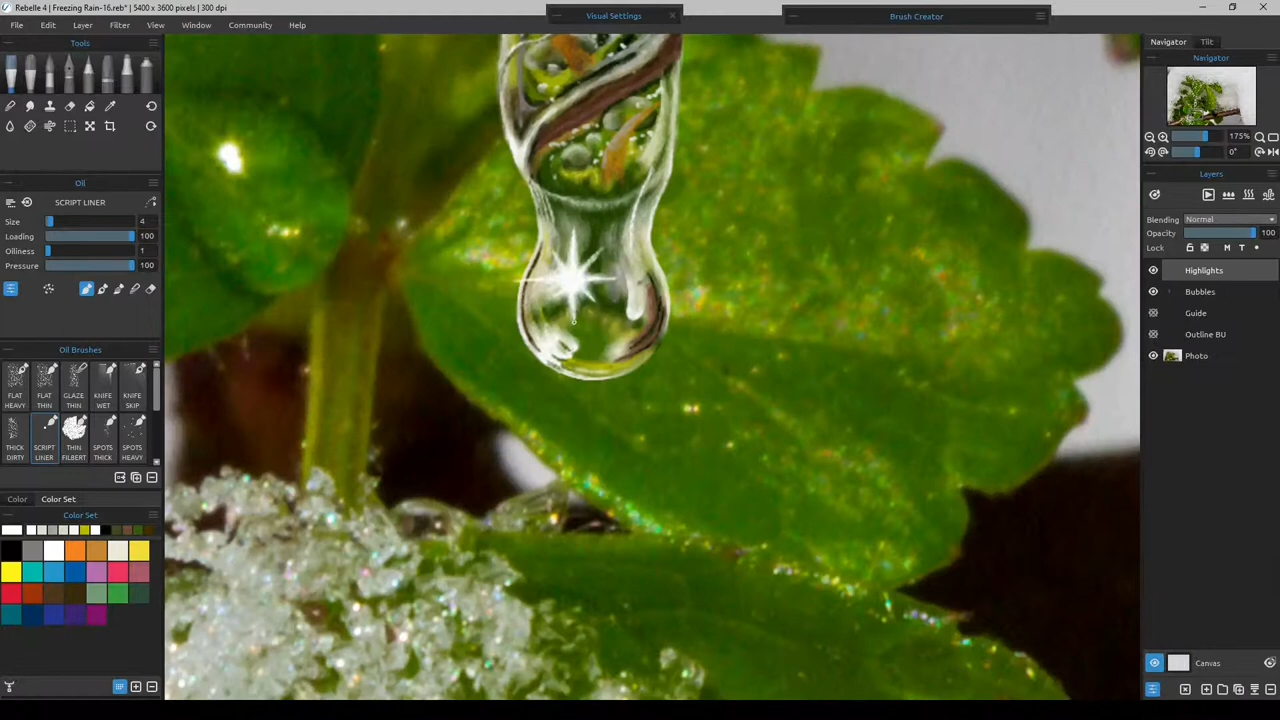 Rebelle 4 | Freezing Rain-16.reb* | 5400 x 3600 pixels | 300 dpi
Visual Settings
Brush Creator
File Edit Layer Filter View Window Community Help
Tools
Oil
SCRIPT LINER
Size 4
Loading 100
Oiliness 1
Pressure 100
Oil Brushes
FLAT HEAVY
FLAT THIN
GLAZE THIN
KNIFE WET
KNIFE SKIP
THICK DIRTY
SCRIPT LINER
THIN FILBERT
SPOTS THICK
SPOTS HEAVY
Color Color Set
Color Set
Navigator Tilt
Navigator
175%
0°
Layers
Blending Normal
Opacity 100
Lock M T
Highlights
Bubbles
Guide
Outline BU
Photo
Canvas